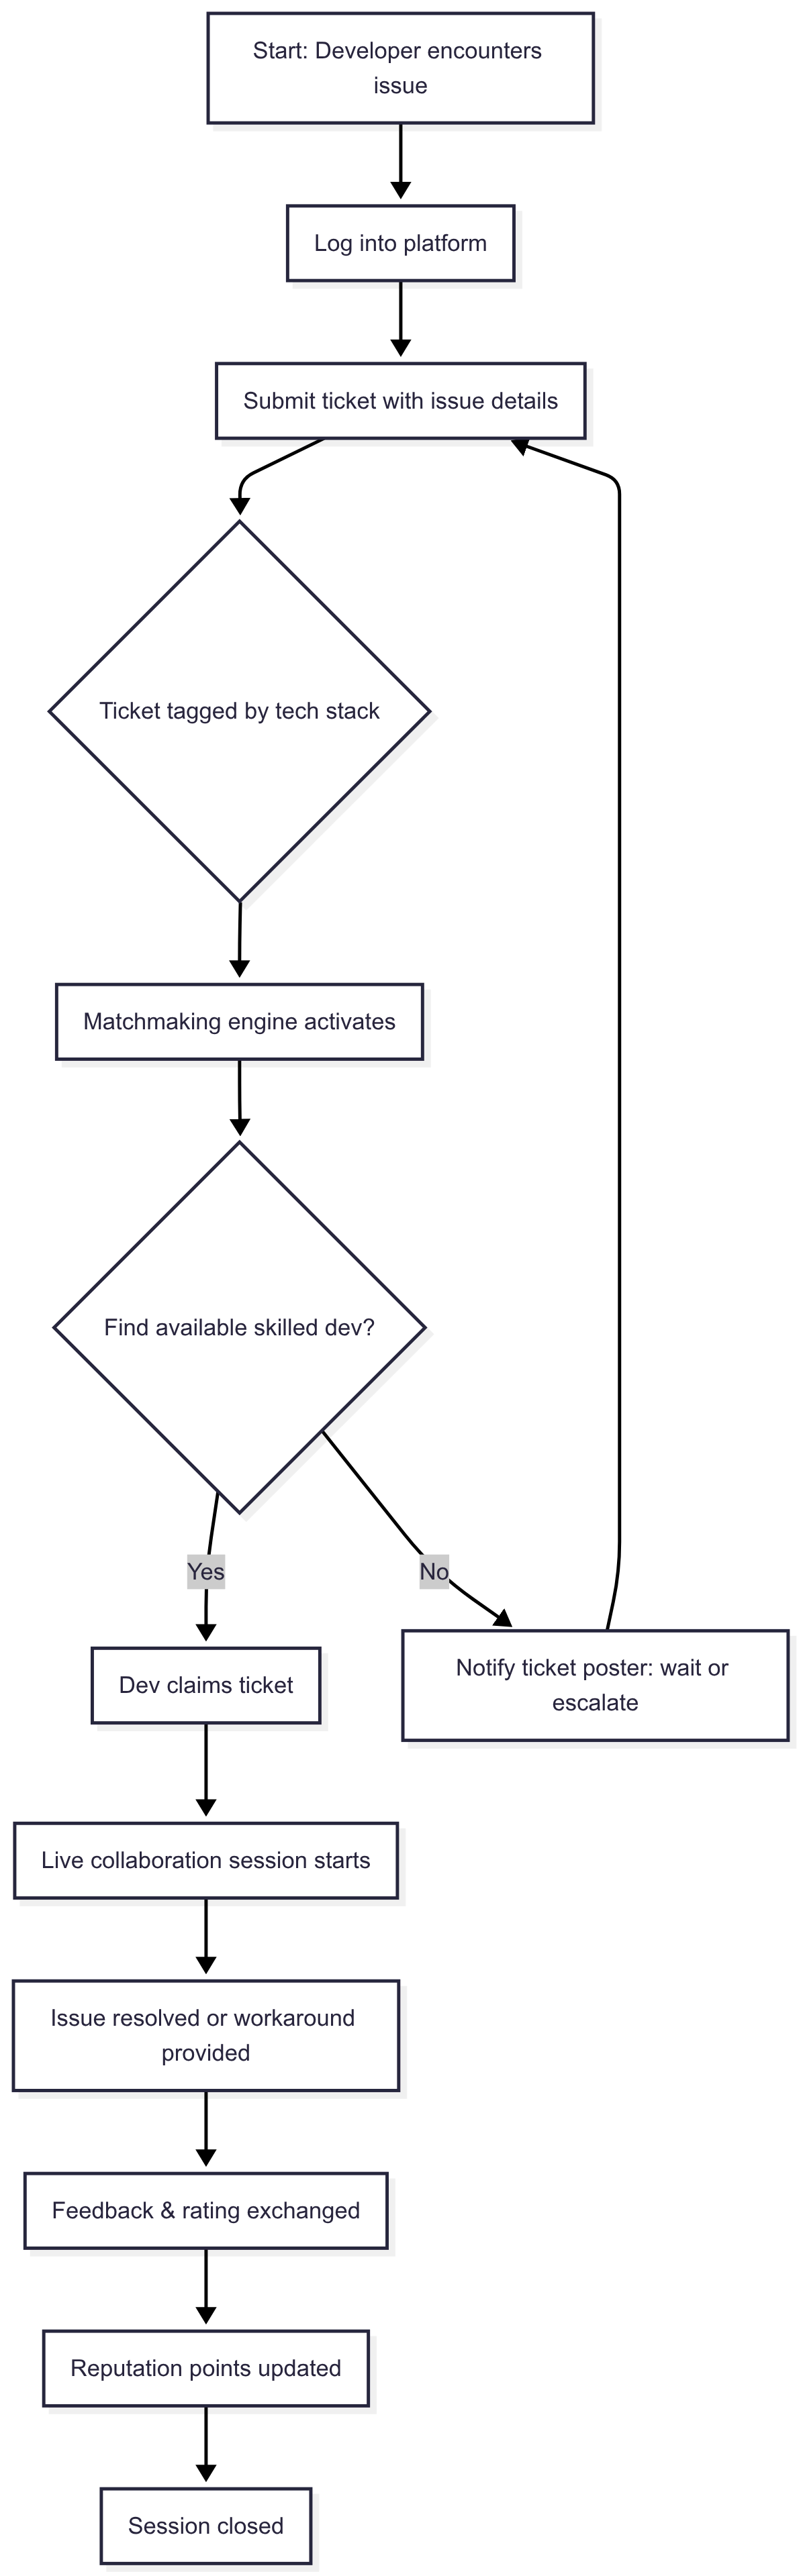 Start: Developer encounters
issue
Log into platform
Submit ticket with issue details
Ticket tagged by tech stack
Matchmaking engine activates
Find available skilled dev?
Yes
No
Dev claims ticket
Notify ticket poster: wait or
escalate
Live collaboration session starts
Issue resolved or workaround
provided
Feedback & rating exchanged
Reputation points updated
Session closed